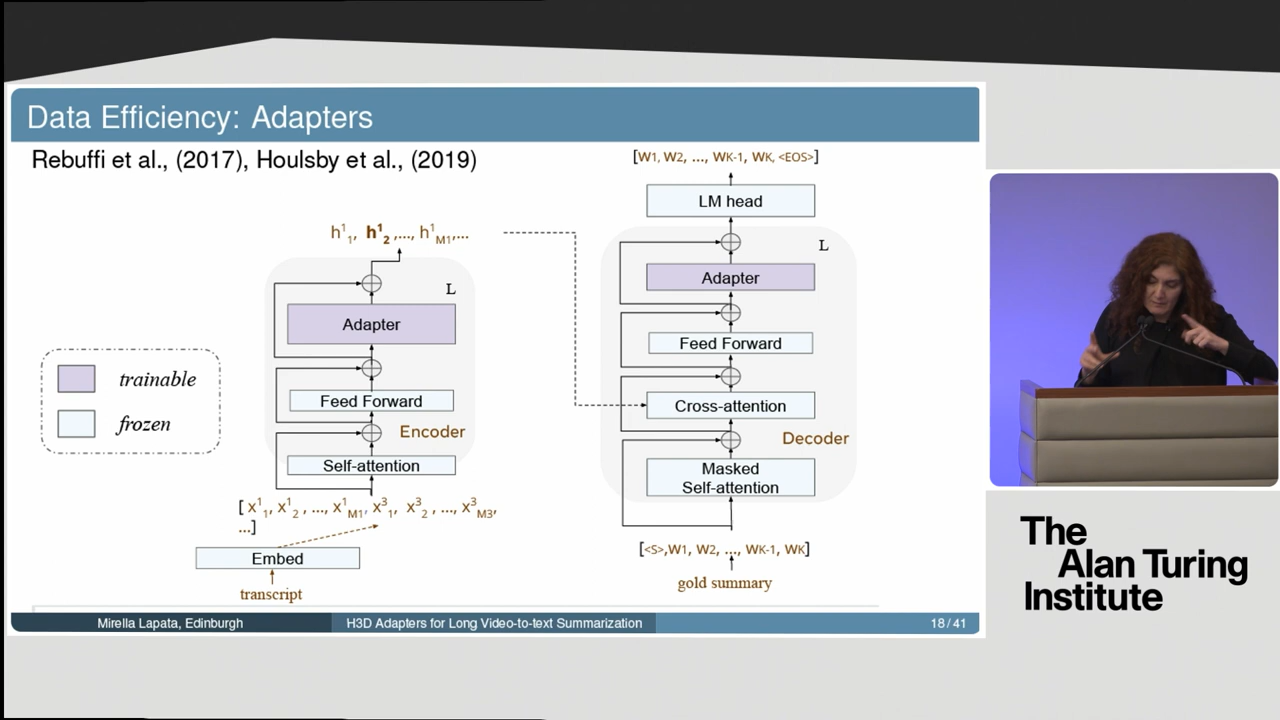 Data Efficiency: Adapters
Rebuffi et al., (2017), Houlsby et al., (2019)
[W1, W2, ..., WK-1, WK, <EOS>]
LM head
L
Adapter
Feed Forward
Cross-attention
Decoder
Masked
Self-attention
[<S>,W1, W2, ..., WK-1, WK]
gold summary
h¹₁, h¹₂ ,..., h¹M1,...
L
Adapter
Feed Forward
Encoder
Self-attention
[ x¹₁, x¹₂ , ..., x¹M1, x³₁, x³₂ , ..., x³M3,
...]
Embed
transcript
trainable
frozen
Mirella Lapata, Edinburgh
H3D Adapters for Long Video-to-text Summarization
18 / 41
The
Alan Turing
Institute